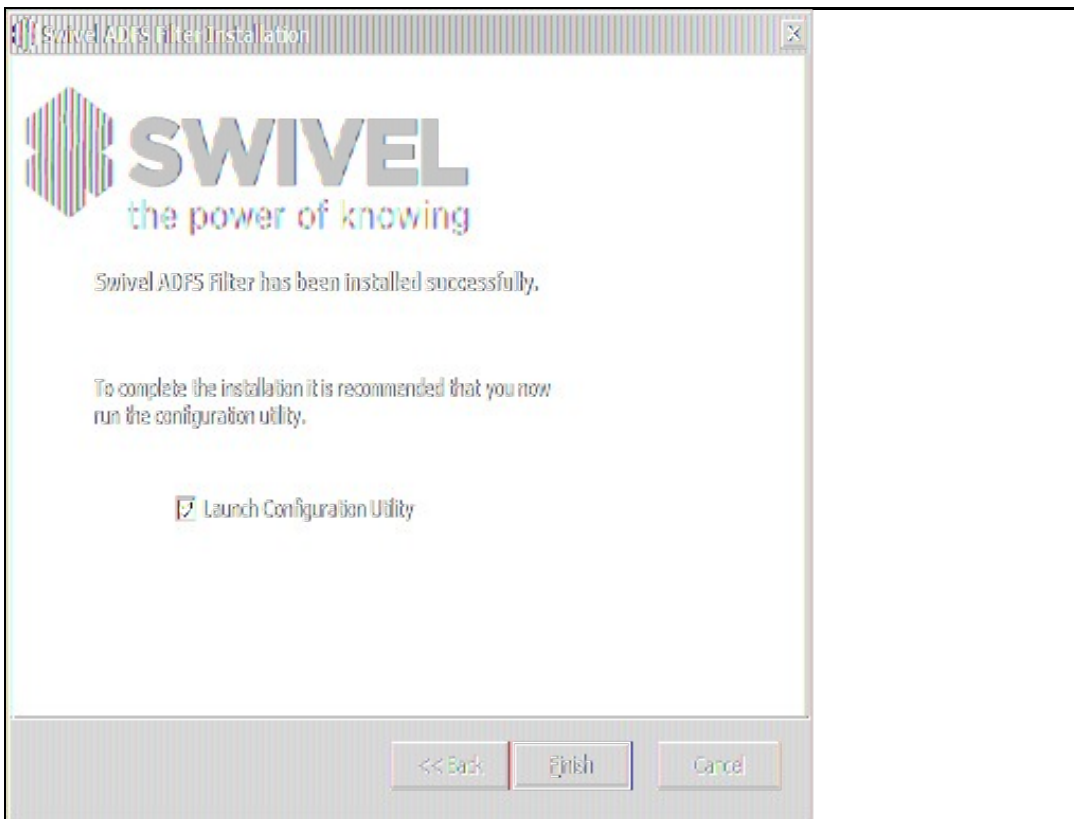 Swivel ADFS Filter Installation
SWIVEL
the power of knowing
Swivel ADFS Filter has been installed successfully.
To complete the installation it is recommended that you now
run the configuration utility.
Launch Configuration Utility
<< Back
Finish
Cancel